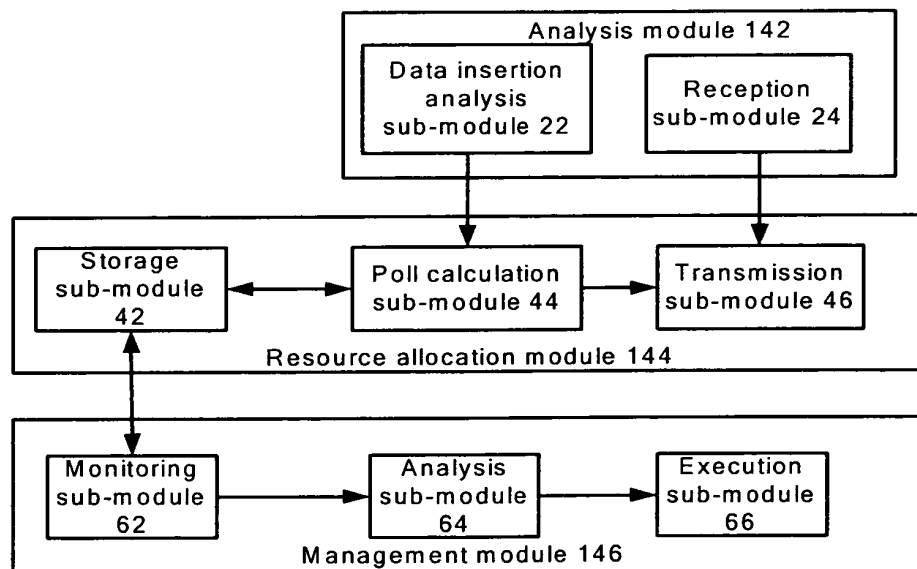 Analysis module 142
Data insertion
analysis
sub-module 22
Reception
sub-module 24
Storage
sub-module
42
Poll calculation
sub-module 44
Transmission
sub-module 46
Resource allocation module 144
Monitoring
sub-module
62
Analysis
sub-module
64
Execution
sub-module
66
Management module 146